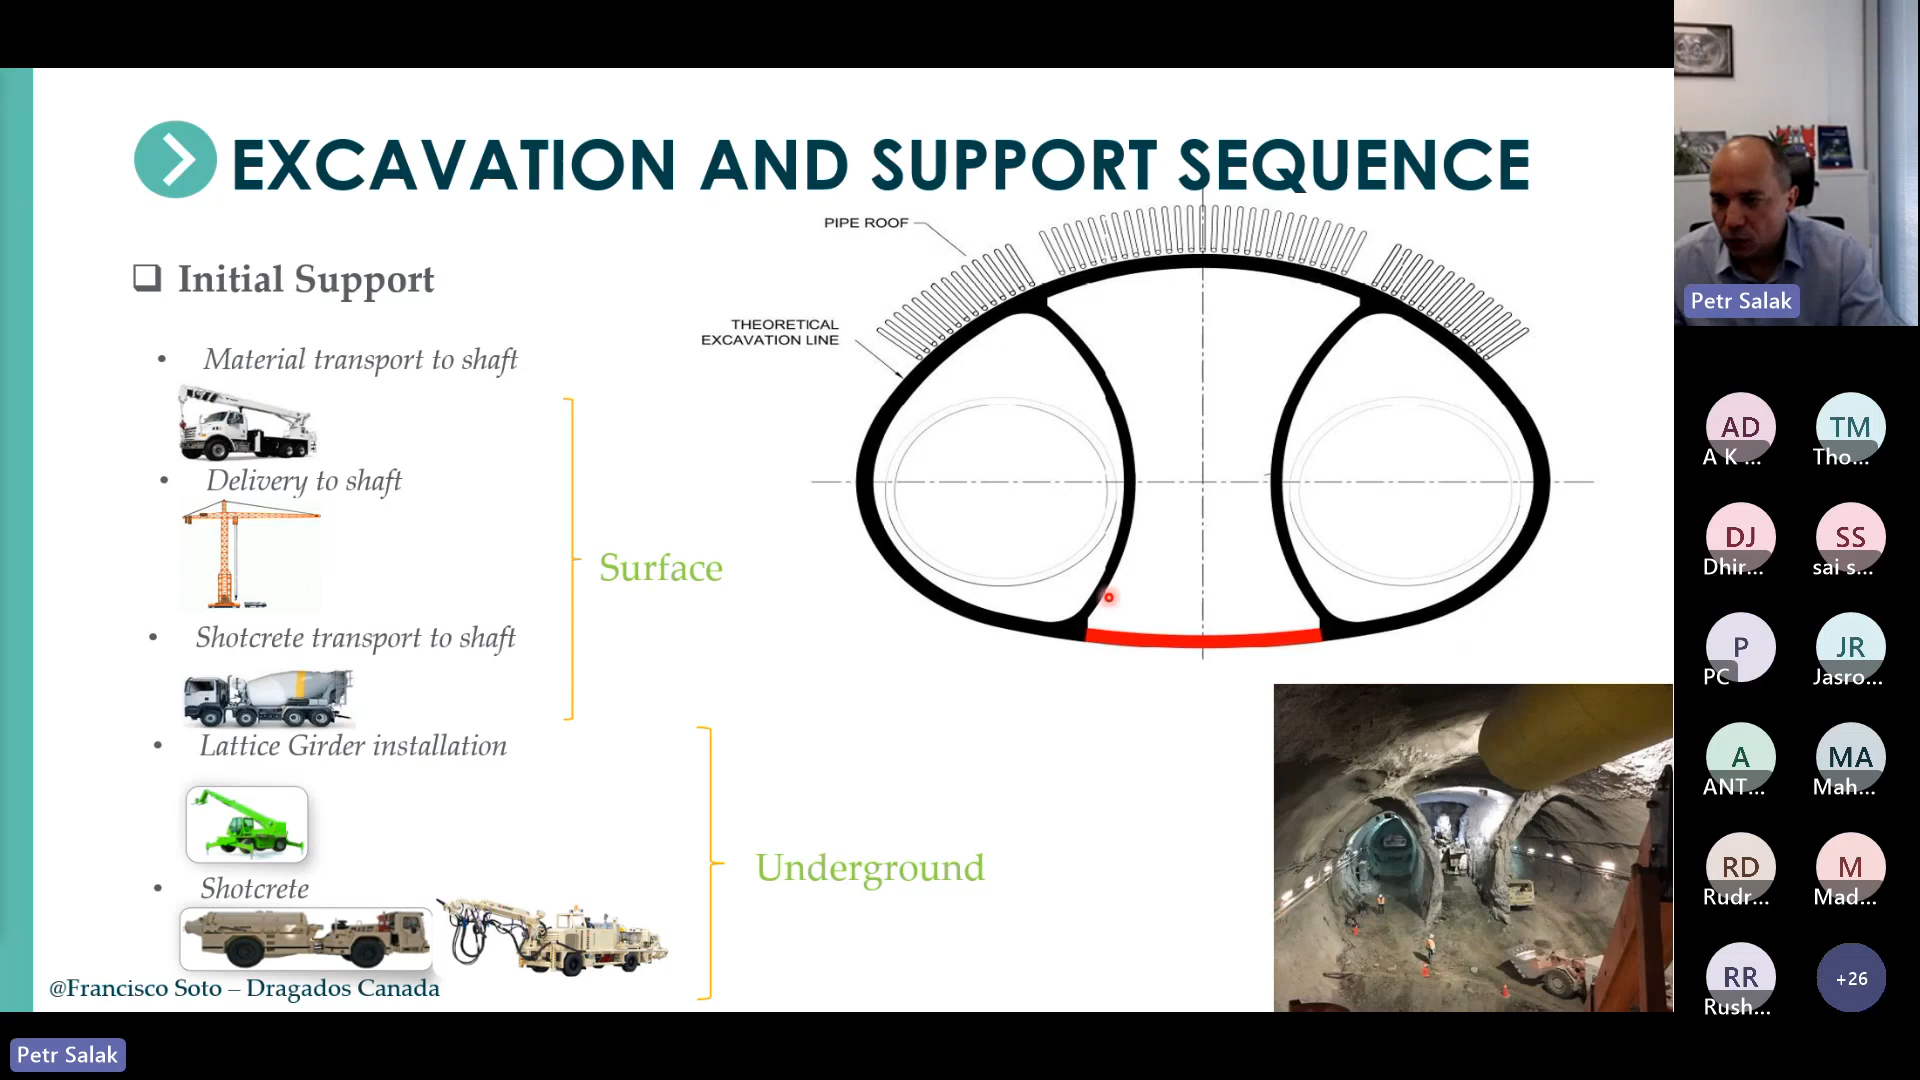 EXCAVATION AND SUPPORT SEQUENCE
PIPE ROOF
THEORETICAL
EXCAVATION LINE
Initial Support
• Material transport to shaft
• Delivery to shaft
• Shotcrete transport to shaft
Surface
• Lattice Girder installation
• Shotcrete
Underground
@Francisco Soto – Dragados Canada
Petr Salak
Petr Salak
AD
A K ...
TM
Tho...
DJ
Dhir...
SS
sai s...
P
PC
JR
Jasro...
A
ANT...
MA
Mah...
RD
Rudr...
M
Mad...
RR
Rush...
+26